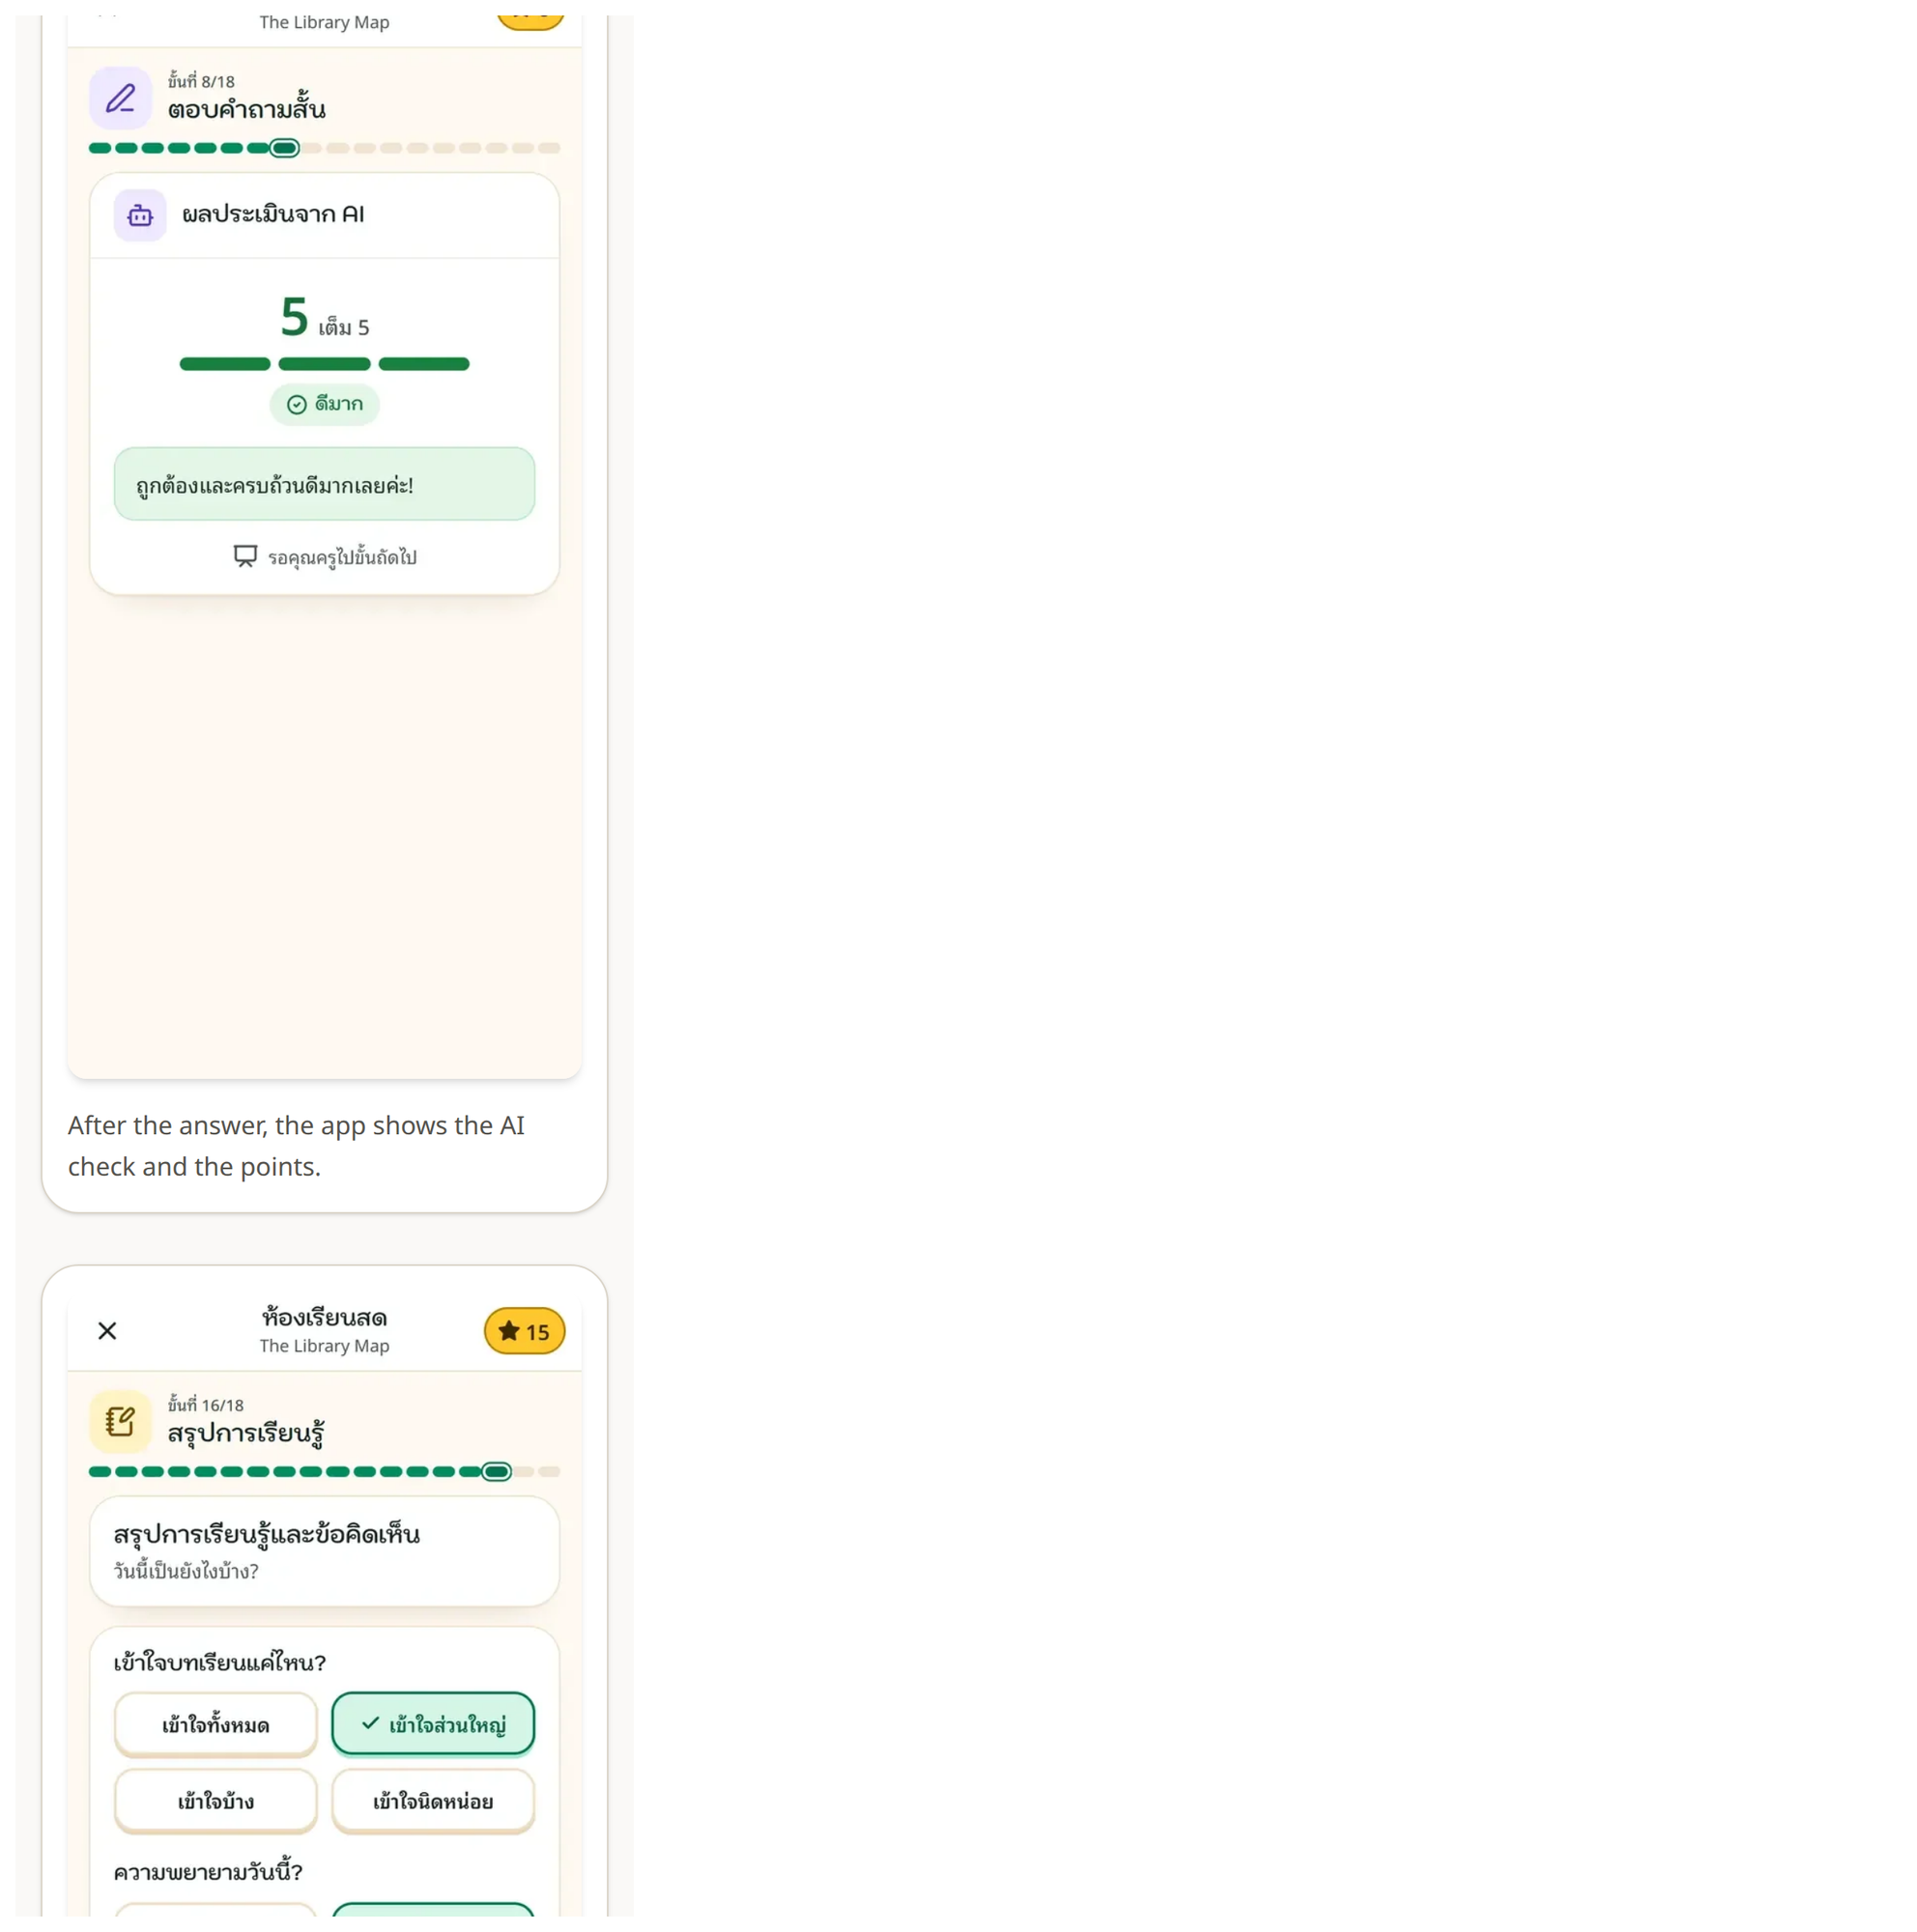 The Library Map
ขั้นที่ 8/18
ตอบคำถามสั้น
ผลประเมินจาก AI
5 เต็ม 5
ดีมาก
ถูกต้องและครบถ้วนดีมากเลยค่ะ!
รอคุณครูไปขั้นถัดไป
After the answer, the app shows the AI
check and the points.
ห้องเรียนสด
The Library Map
15
ขั้นที่ 16/18
สรุปการเรียนรู้
สรุปการเรียนรู้และข้อคิดเห็น
วันนี้เป็นยังไงบ้าง?
เข้าใจบทเรียนแค่ไหน?
เข้าใจทั้งหมด
เข้าใจส่วนใหญ่
เข้าใจบ้าง
เข้าใจนิดหน่อย
ความพยายามวันนี้?